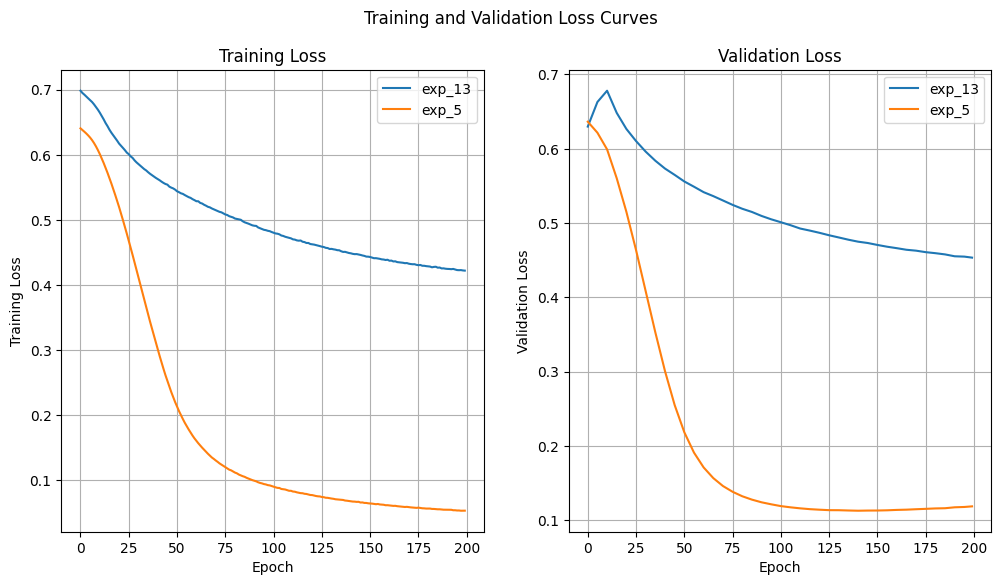 Training and Validation Loss Curves
Training Loss
exp_13
exp_5
0.7
0.6
0.5
0.4
0.3
0.2
0.1
Training Loss
0 25 50 75 100 125 150 175 200
Epoch
Validation Loss
exp_13
exp_5
0.7
0.6
0.5
0.4
0.3
0.2
0.1
Validation Loss
0 25 50 75 100 125 150 175 200
Epoch